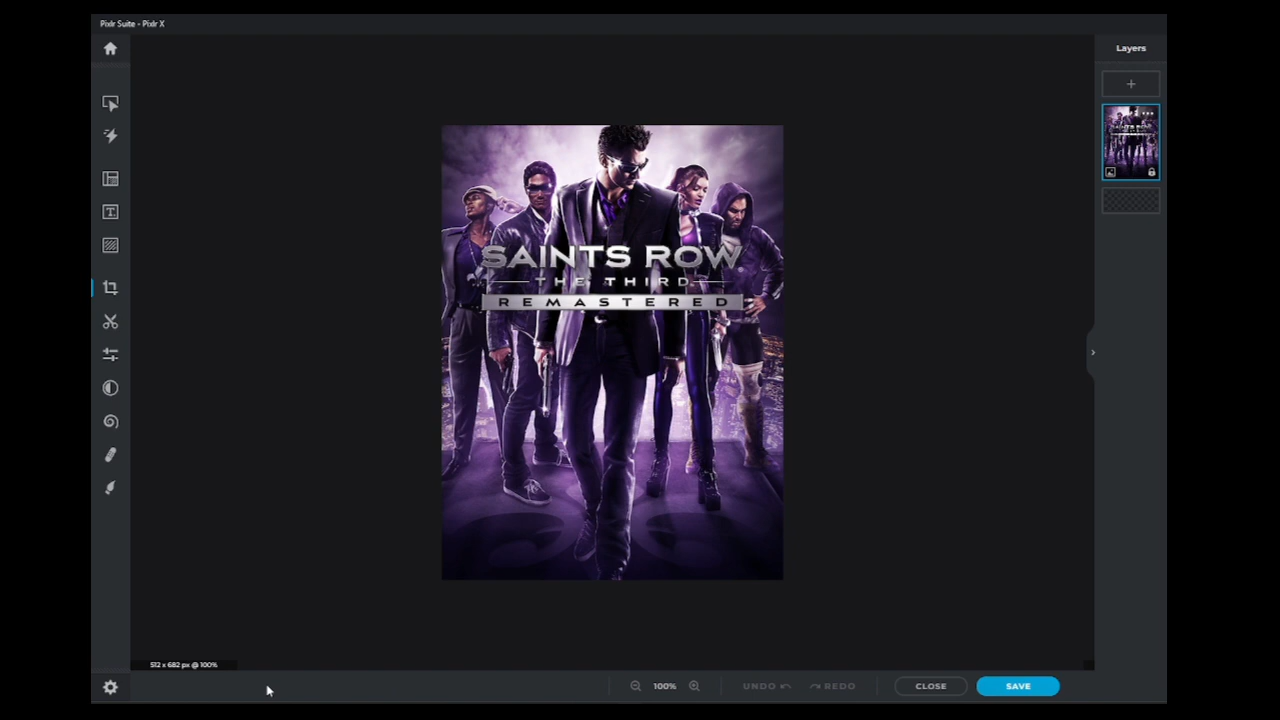 Pixlr Suite - Pixlr X
Layers
SAINTS ROW
THE THIRD
REMASTERED
512 x 682 px @ 100%
100%
UNDO
REDO
CLOSE
SAVE